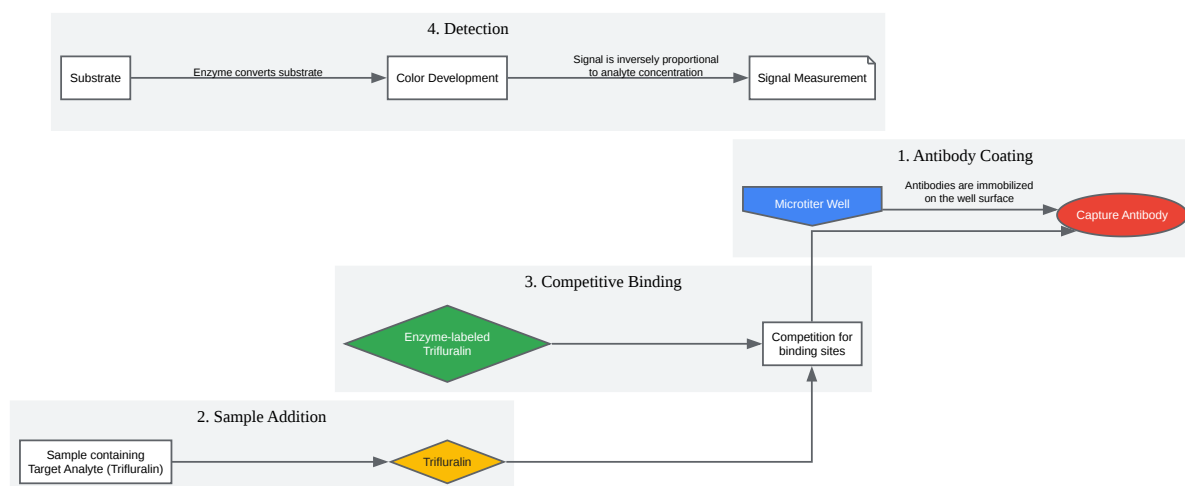 4. Detection
Substrate
Enzyme converts substrate
Color Development
Signal is inversely proportional
to analyte concentration
Signal Measurement
1. Antibody Coating
Microtiter Well
Antibodies are immobilized
on the well surface
Capture Antibody
3. Competitive Binding
Enzyme-labeled
Trifluralin
Competition for
binding sites
2. Sample Addition
Sample containing
Target Analyte (Trifluralin)
Trifluralin